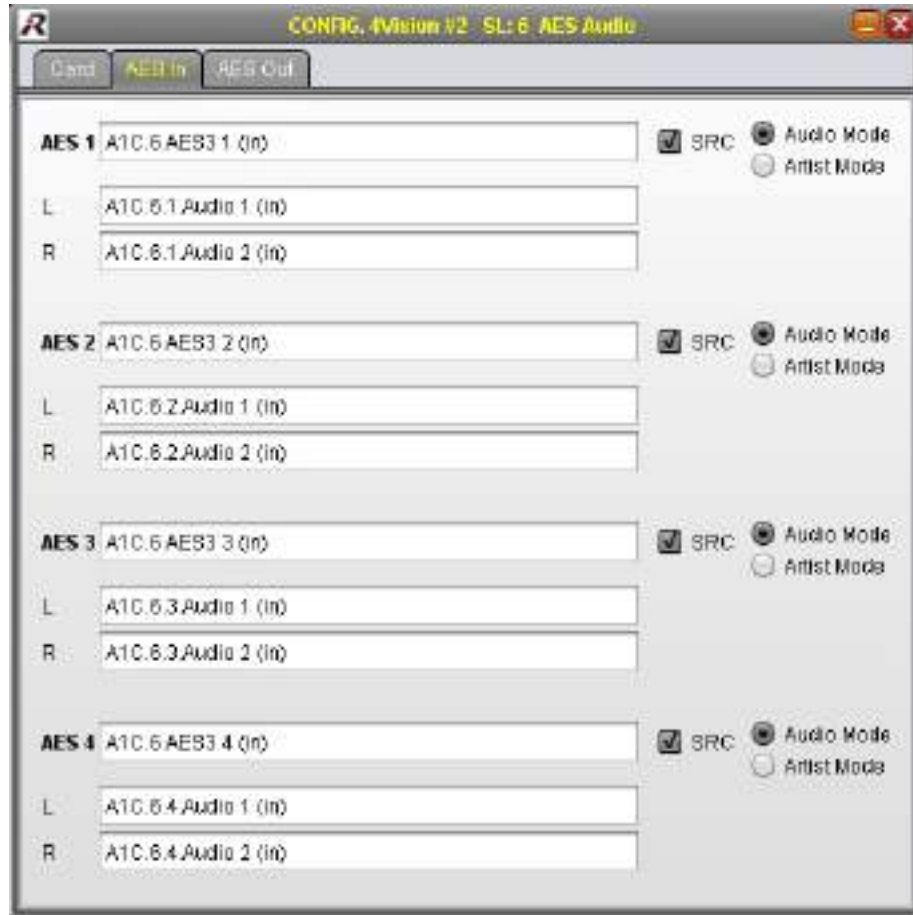 CONFIG. 4Vision #2 SL: 6 AES Audio
Card AES In AES Out
AES 1 A1C.6.AES3 1 (in) SRC Audio Mode
Artist Mode
L A1C.6.1.Audio 1 (in)
R A1C.6.1.Audio 2 (in)
AES 2 A1C.6.AES3 2 (in) SRC Audio Mode
Artist Mode
L A1C.6.2.Audio 1 (in)
R A1C.6.2.Audio 2 (in)
AES 3 A1C.6.AES3 3 (in) SRC Audio Mode
Artist Mode
L A1C.6.3.Audio 1 (in)
R A1C.6.3.Audio 2 (in)
AES 4 A1C.6.AES3 4 (in) SRC Audio Mode
Artist Mode
L A1C.6.4.Audio 1 (in)
R A1C.6.4.Audio 2 (in)